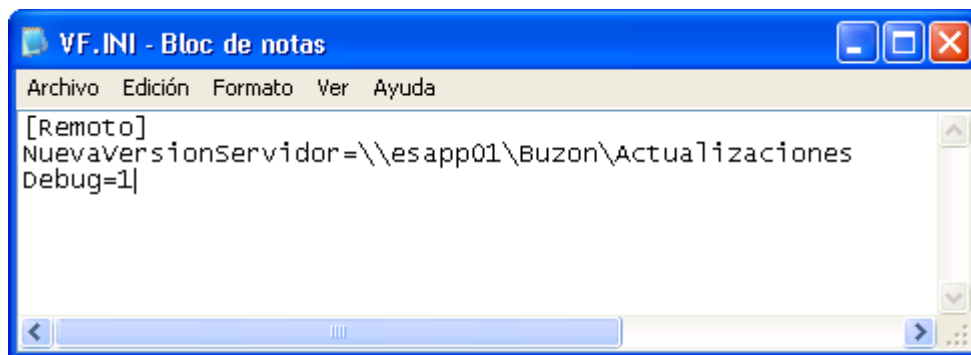 VF.INI - Bloc de notas
Archivo Edición Formato Ver Ayuda
[Remoto]
NuevaVersionServidor=\\esapp01\Buzon\Actualizaciones
Debug=1